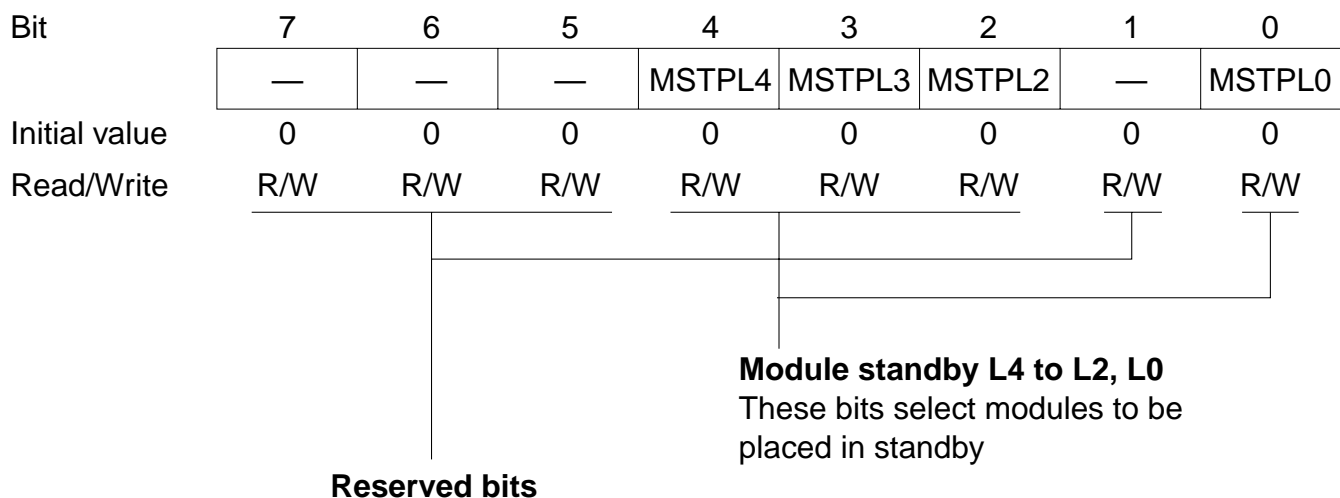 Bit 7 6 5 4 3 2 1 0
— — — MSTPL4 MSTPL3 MSTPL2 — MSTPL0
Initial value 0 0 0 0 0 0 0 0
Read/Write R/W R/W R/W R/W R/W R/W R/W R/W
Module standby L4 to L2, L0
These bits select modules to be
placed in standby
Reserved bits